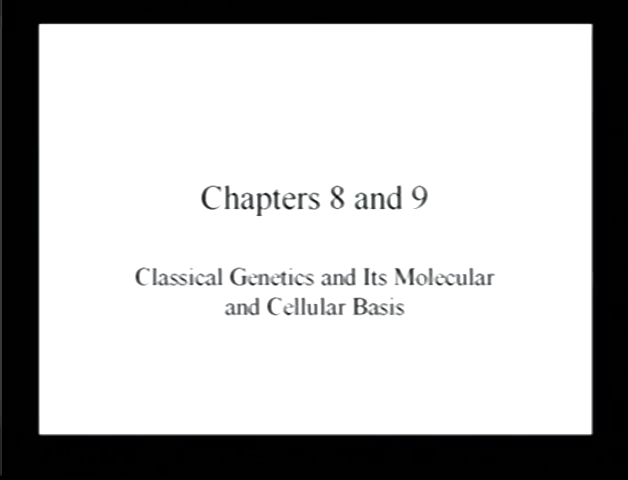 Chapters 8 and 9
Classical Genetics and Its Molecular
and Cellular Basis